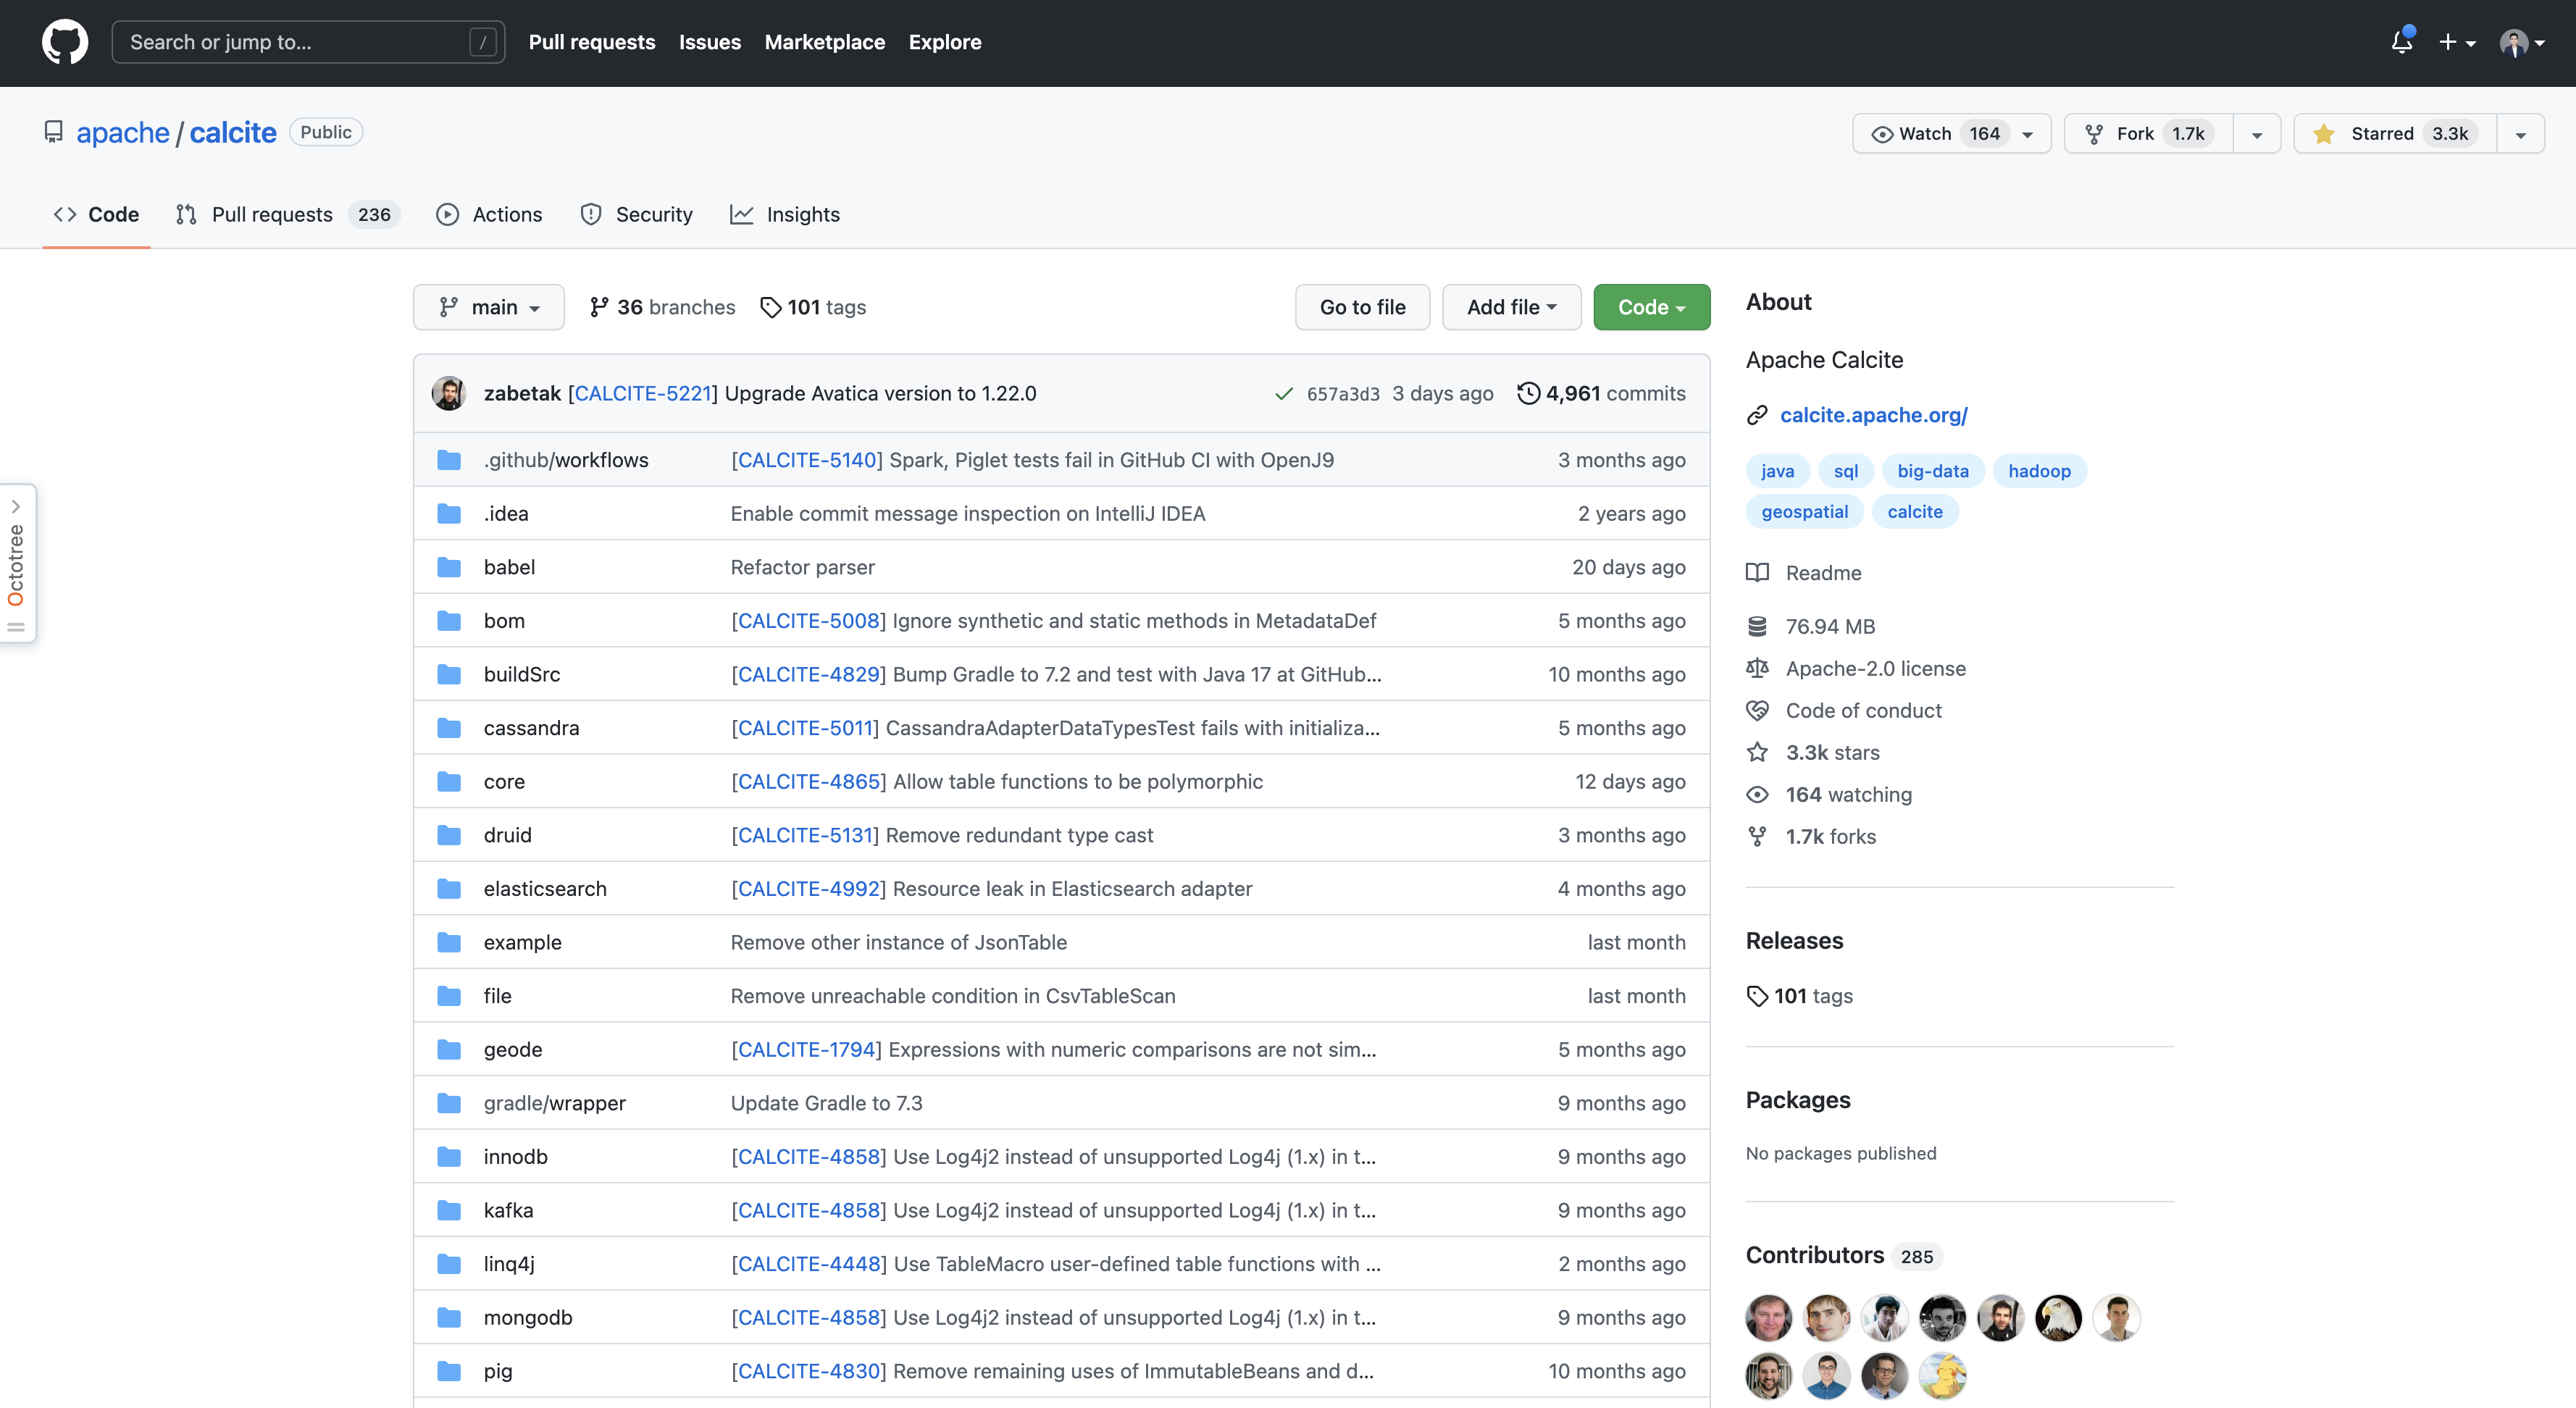 Search or jump to... /
Pull requests Issues Marketplace Explore
apache / calcite Public
Watch 164 Fork 1.7k Starred 3.3k
Code Pull requests 236 Actions Security Insights
main 36 branches 101 tags Go to file Add file Code
zabetak [CALCITE-5221] Upgrade Avatica version to 1.22.0 657a3d3 3 days ago 4,961 commits
.github/workflows [CALCITE-5140] Spark, Piglet tests fail in GitHub CI with OpenJ9 3 months ago
.idea Enable commit message inspection on IntelliJ IDEA 2 years ago
babel Refactor parser 20 days ago
bom [CALCITE-5008] Ignore synthetic and static methods in MetadataDef 5 months ago
buildSrc [CALCITE-4829] Bump Gradle to 7.2 and test with Java 17 at GitHub... 10 months ago
cassandra [CALCITE-5011] CassandraAdapterDataTypesTest fails with initializa... 5 months ago
core [CALCITE-4865] Allow table functions to be polymorphic 12 days ago
druid [CALCITE-5131] Remove redundant type cast 3 months ago
elasticsearch [CALCITE-4992] Resource leak in Elasticsearch adapter 4 months ago
example Remove other instance of JsonTable last month
file Remove unreachable condition in CsvTableScan last month
geode [CALCITE-1794] Expressions with numeric comparisons are not sim... 5 months ago
gradle/wrapper Update Gradle to 7.3 9 months ago
innodb [CALCITE-4858] Use Log4j2 instead of unsupported Log4j (1.x) in t... 9 months ago
kafka [CALCITE-4858] Use Log4j2 instead of unsupported Log4j (1.x) in t... 9 months ago
linq4j [CALCITE-4448] Use TableMacro user-defined table functions with ... 2 months ago
mongodb [CALCITE-4858] Use Log4j2 instead of unsupported Log4j (1.x) in t... 9 months ago
pig [CALCITE-4830] Remove remaining uses of ImmutableBeans and d... 10 months ago
Octotree
About
Apache Calcite
calcite.apache.org/
java sql big-data hadoop
geospatial calcite
Readme
76.94 MB
Apache-2.0 license
Code of conduct
3.3k stars
164 watching
1.7k forks
Releases
101 tags
Packages
No packages published
Contributors 285